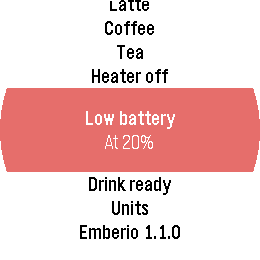 Latte
Coffee
Tea
Heater off
Low battery
At 20%
Drink ready
Units
Emberio 1.1.0